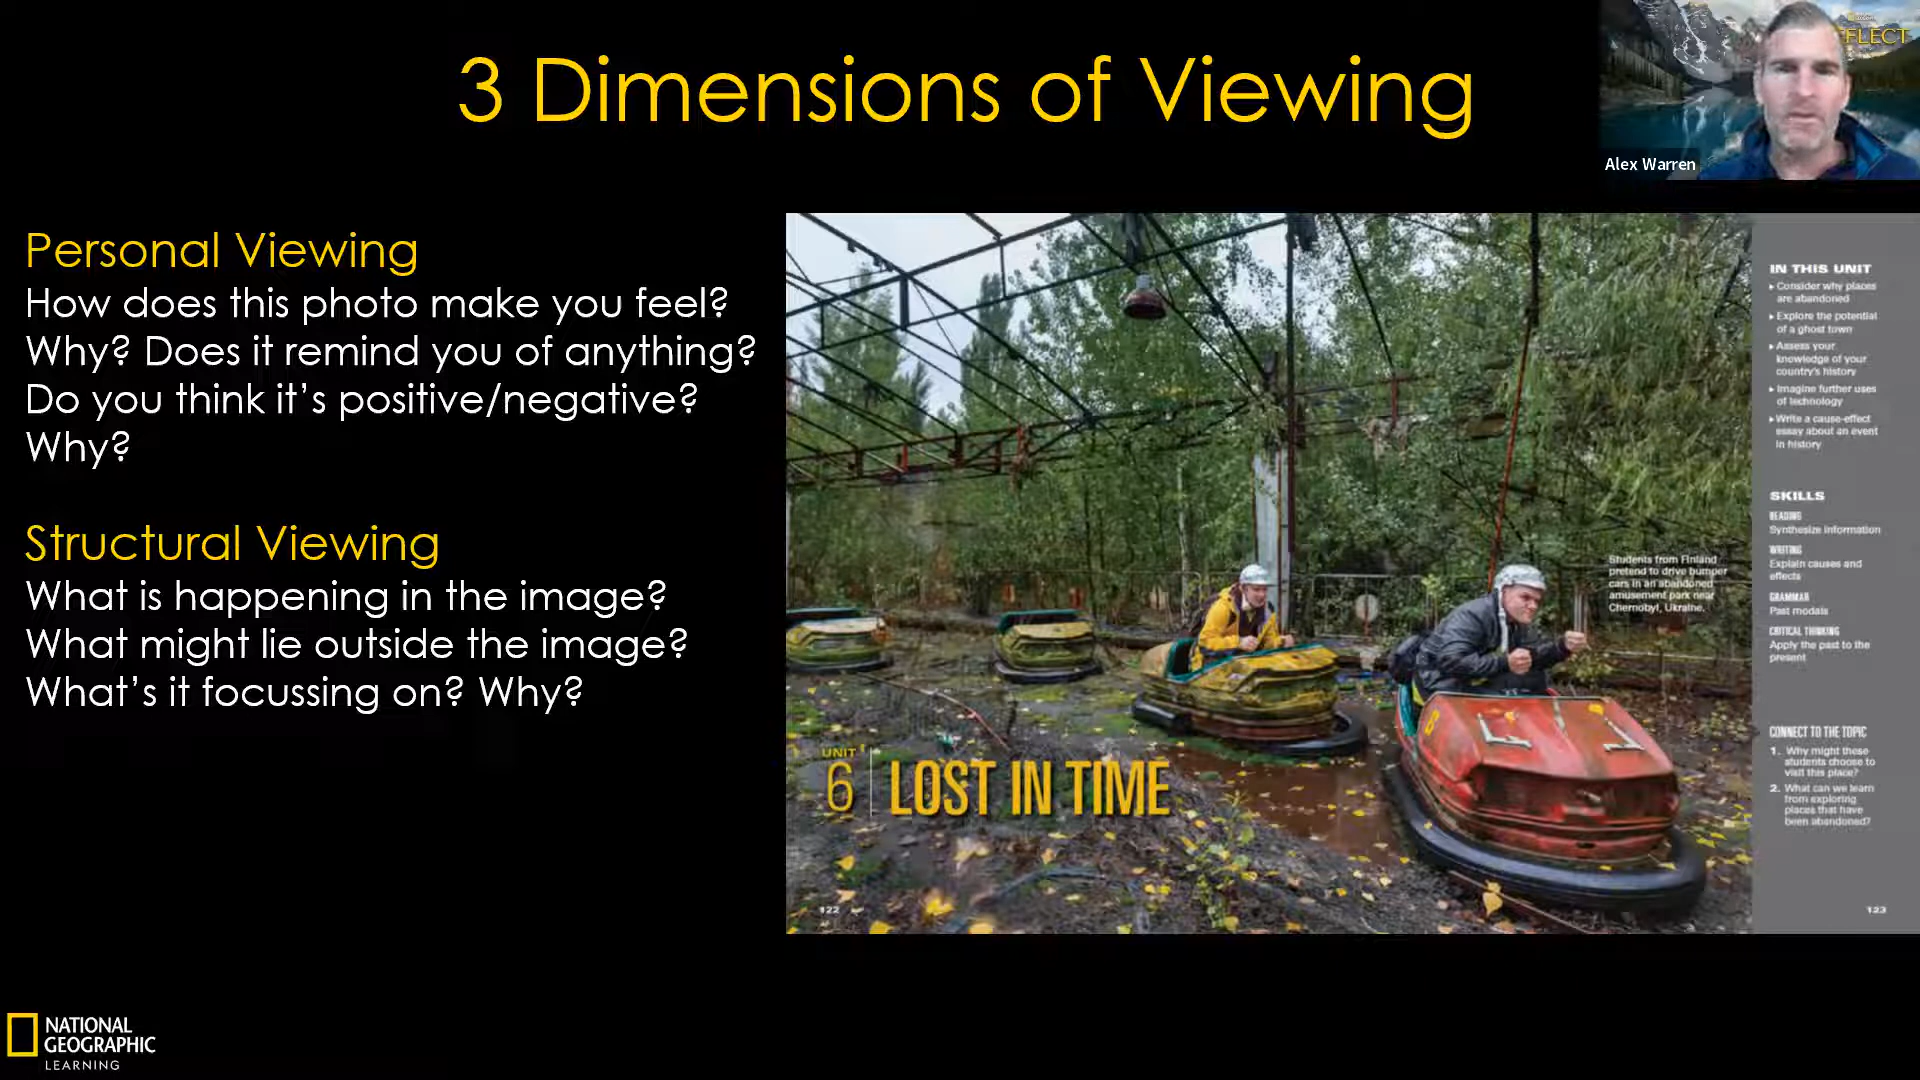 3 Dimensions of Viewing
FLECT
Alex Warren
Personal Viewing
How does this photo make you feel?
Why? Does it remind you of anything?
Do you think it's positive/negative?
Why?
Structural Viewing
What is happening in the image?
What might lie outside the image?
What's it focussing on? Why?
Students from Finland
pretend to drive bumper
cars in an abandoned
amusement park near
Chernobyl, Ukraine.
UNIT
6 LOST IN TIME
122
IN THIS UNIT
Consider why places
are abandoned
Explore the potential
of a ghost town
Assess your
knowledge of your
country's history
Imagine further uses
of technology
Write a cause-effect
essay about an event
in history
SKILLS
READING
Synthesize information
WRITING
Explain causes and
effects
GRAMMAR
Past modals
CRITICAL THINKING
Apply the past to the
present
CONNECT TO THE TOPIC
1. Why might these
students choose to
visit this place?
2. What can we learn
from exploring
places that have
been abandoned?
123
NATIONAL
GEOGRAPHIC
LEARNING